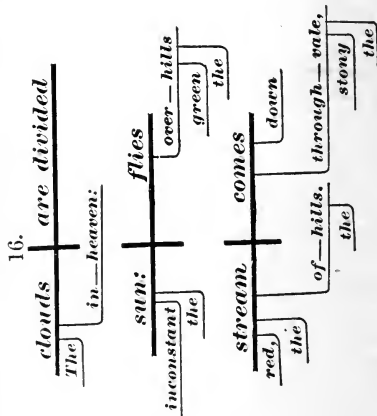 16.
clouds are divided
The
in—heaven:
sun: flies
inconstant over—hills
the green
the
stream comes
red, of—hills. through—vale, down
the the stony
the